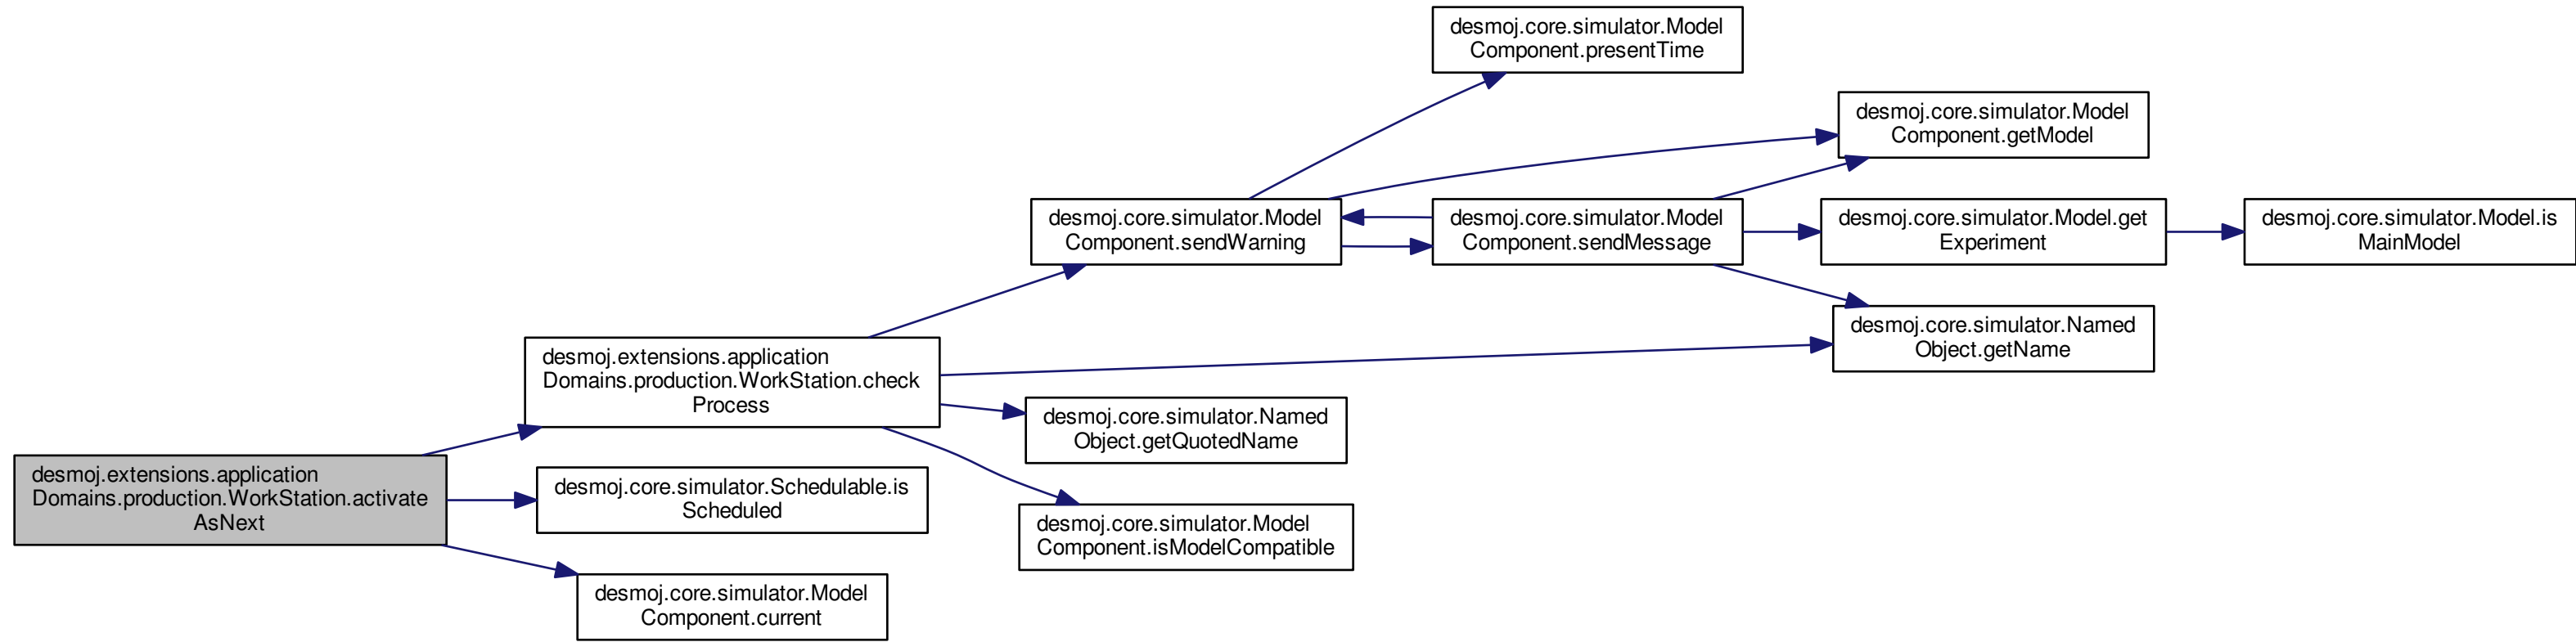 desmoj.core.simulator.Model
Component.presentTime
desmoj.core.simulator.Model
Component.getModel
desmoj.core.simulator.Model
Component.sendWarning
desmoj.core.simulator.Model
Component.sendMessage
desmoj.core.simulator.Model.get
Experiment
desmoj.core.simulator.Model.is
MainModel
desmoj.core.simulator.Named
Object.getName
desmoj.extensions.application
Domains.production.WorkStation.check
Process
desmoj.core.simulator.Named
Object.getQuotedName
desmoj.extensions.application
Domains.production.WorkStation.activate
AsNext
desmoj.core.simulator.Schedulable.is
Scheduled
desmoj.core.simulator.Model
Component.isModelCompatible
desmoj.core.simulator.Model
Component.current